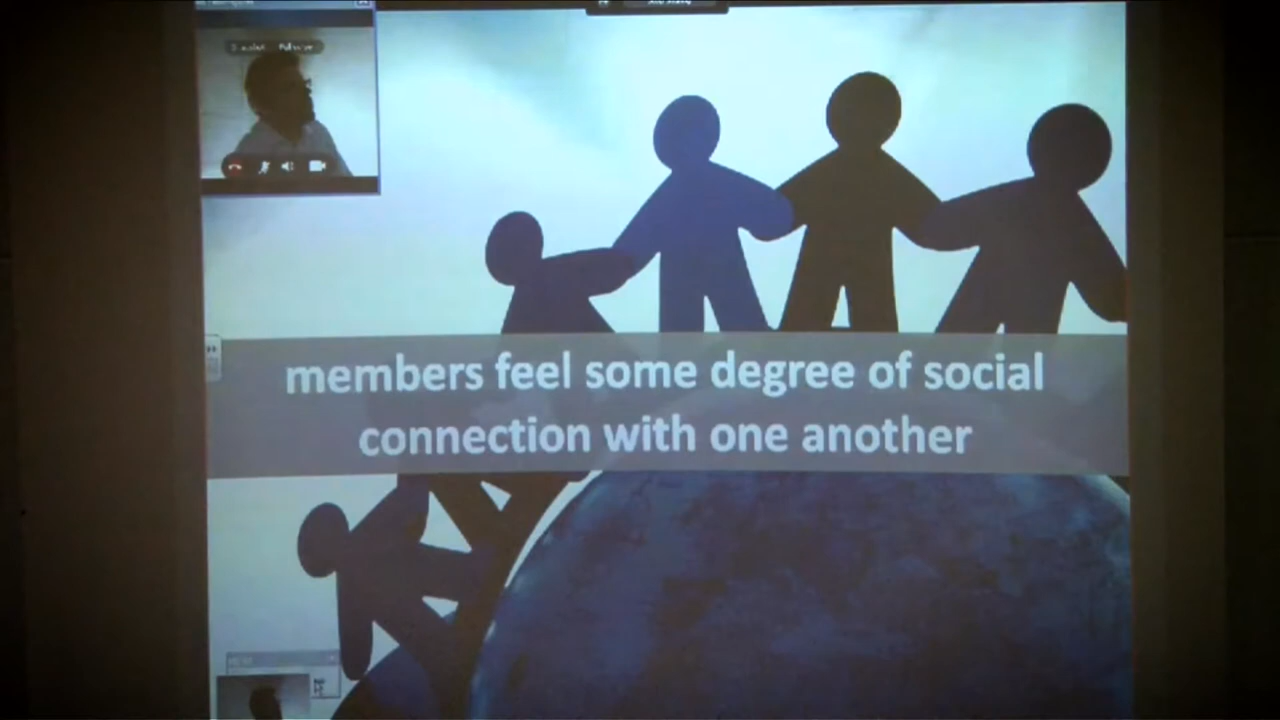 members feel some degree of social
connection with one another